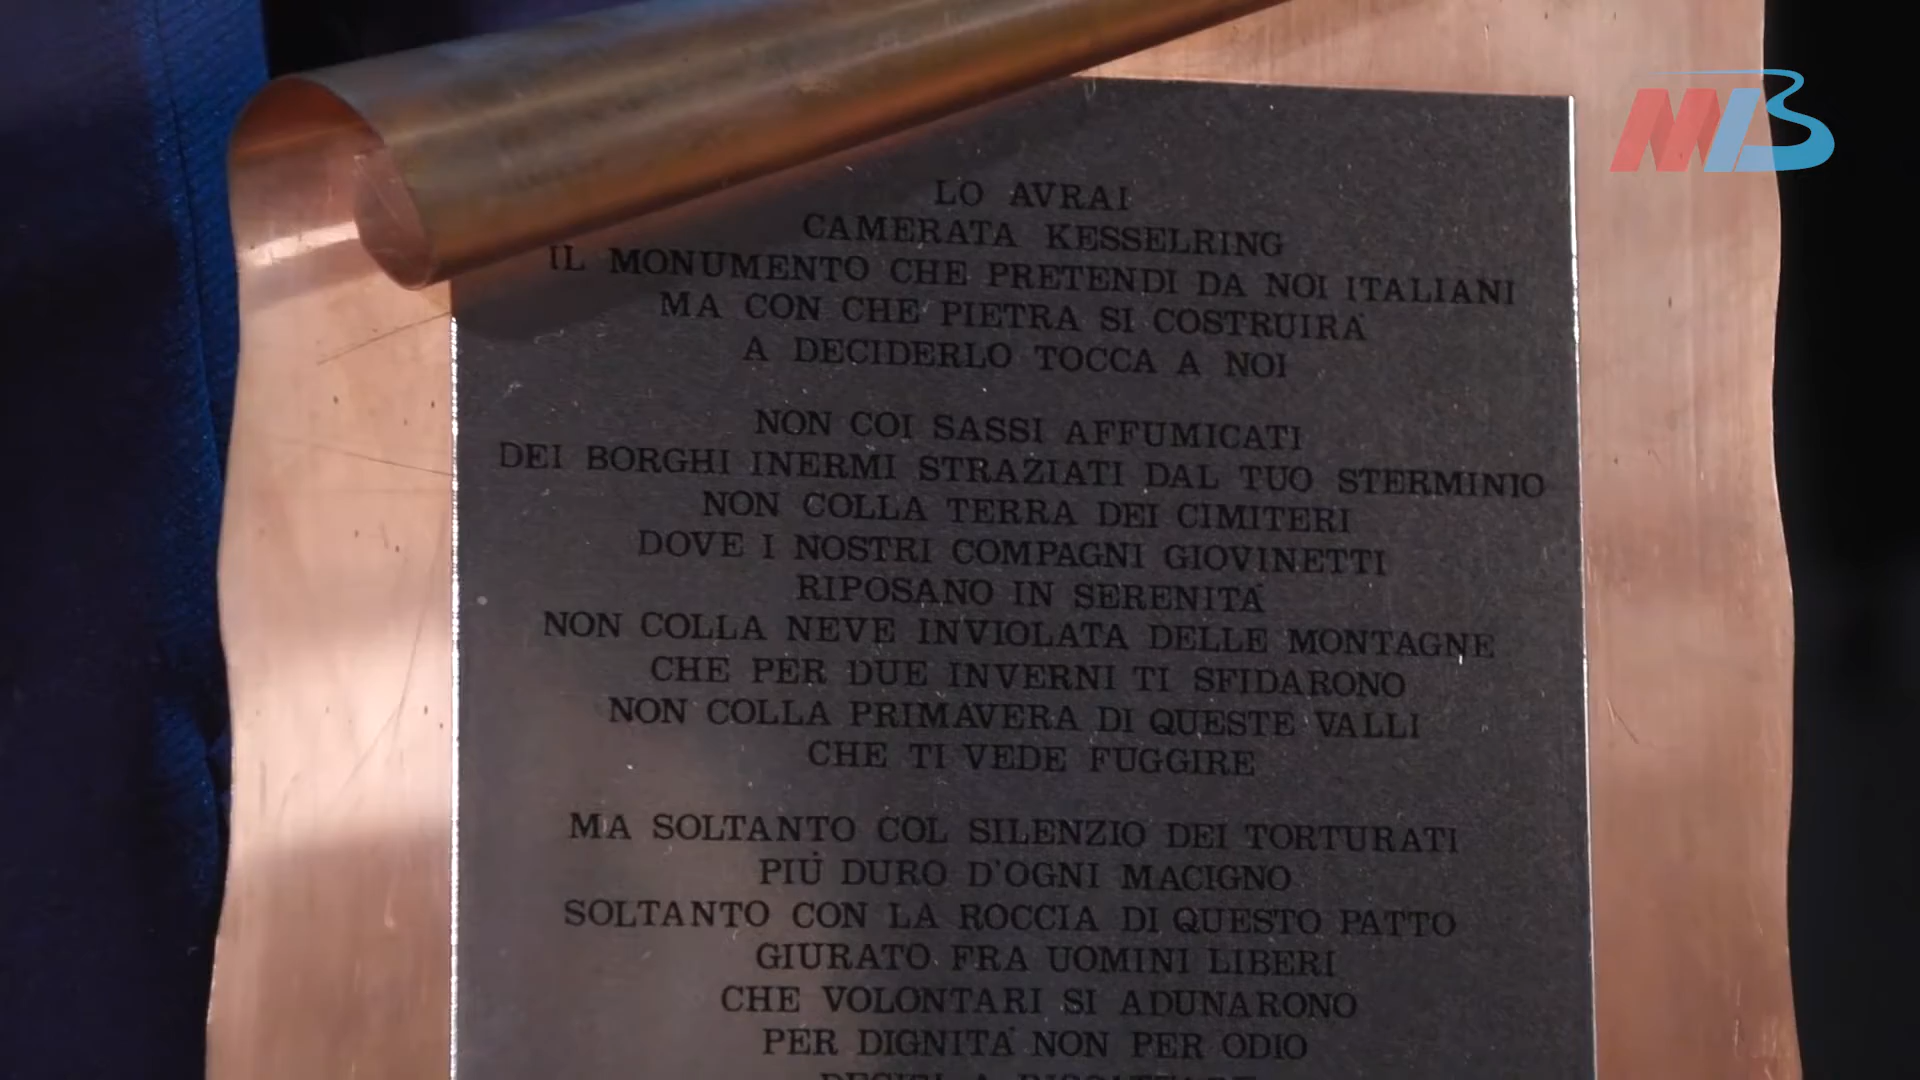 MB
LO AVRAI
CAMERATA KESSELRING
IL MONUMENTO CHE PRETENDI DA NOI ITALIANI
MA CON CHE PIETRA SI COSTRUIRÀ
A DECIDERLO TOCCA A NOI
NON COI SASSI AFFUMICATI
DEI BORGHI INERMI STRAZIATI DAL TUO STERMINIO
NON COLLA TERRA DEI CIMITERI
DOVE I NOSTRI COMPAGNI GIOVINETTI
RIPOSANO IN SERENITÀ
NON COLLA NEVE INVIOLATA DELLE MONTAGNE
CHE PER DUE INVERNI TI SFIDARONO
NON COLLA PRIMAVERA DI QUESTE VALLI
CHE TI VEDE FUGGIRE
MA SOLTANTO COL SILENZIO DEI TORTURATI
PIÙ DURO D'OGNI MACIGNO
SOLTANTO CON LA ROCCIA DI QUESTO PATTO
GIURATO FRA UOMINI LIBERI
CHE VOLONTARI SI ADUNARONO
PER DIGNITÀ NON PER ODIO